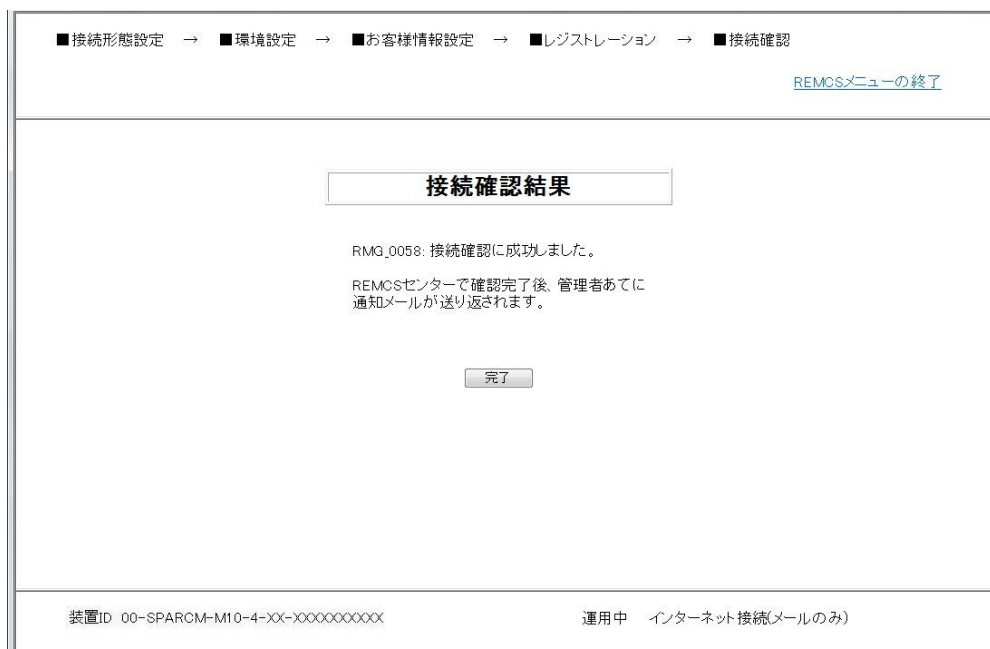 ■接続形態設定 → ■環境設定 → ■お客様情報設定 → ■レジストレーション → ■接続確認
REMCSメニューの終了
接続確認結果
RMG_0058: 接続確認に成功しました。
REMCSセンターで確認完了後、管理者あてに
通知メールが送り返されます。
完了
装置ID 00-SPARCM-M10-4-XX-XXXXXXXXXX 運用中 インターネット接続(メールのみ)